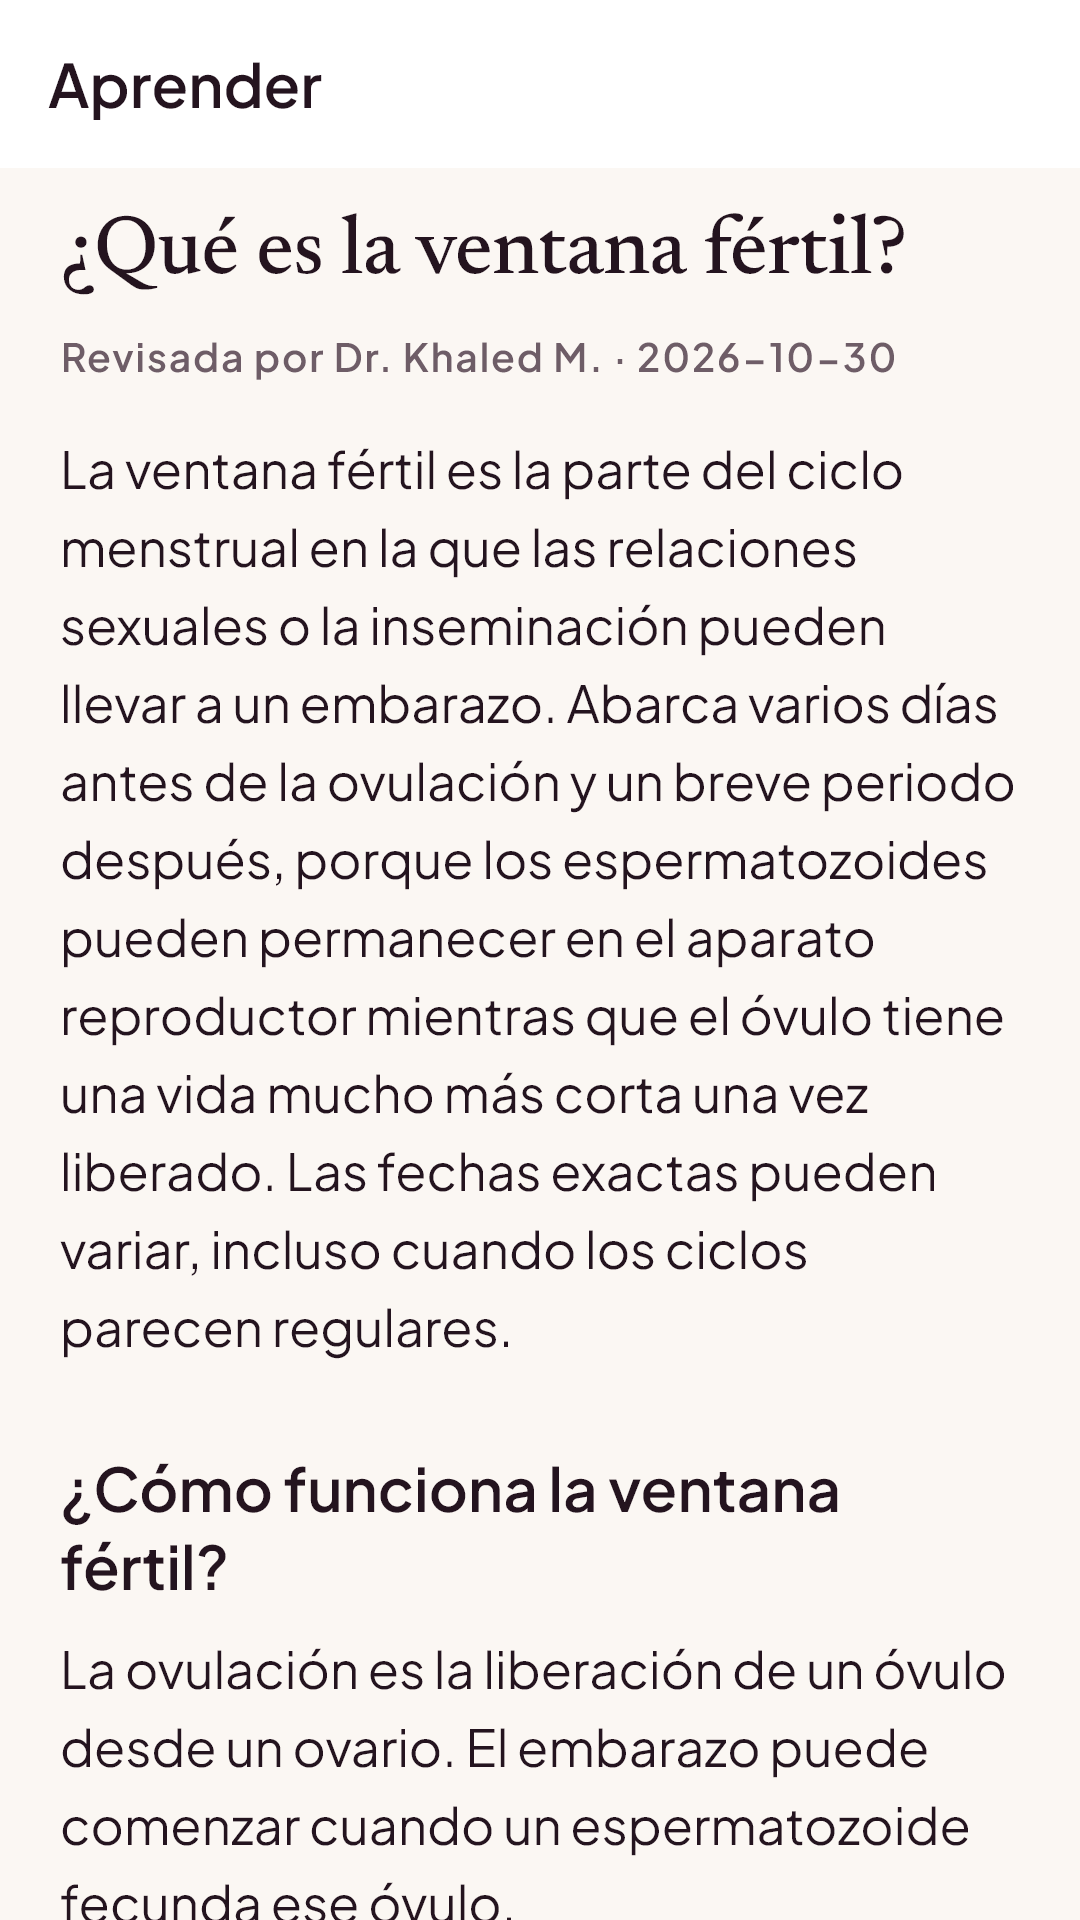 Aprender
¿Qué es la ventana fértil?
Revisada por Dr. Khaled M. · 2026-10-30
La ventana fértil es la parte del ciclo
menstrual en la que las relaciones
sexuales o la inseminación pueden
llevar a un embarazo. Abarca varios días
antes de la ovulación y un breve periodo
después, porque los espermatozoides
pueden permanecer en el aparato
reproductor mientras que el óvulo tiene
una vida mucho más corta una vez
liberado. Las fechas exactas pueden
variar, incluso cuando los ciclos
parecen regulares.
¿Cómo funciona la ventana
fértil?
La ovulación es la liberación de un óvulo
desde un ovario. El embarazo puede
comenzar cuando un espermatozoide
fecunda ese óvulo.